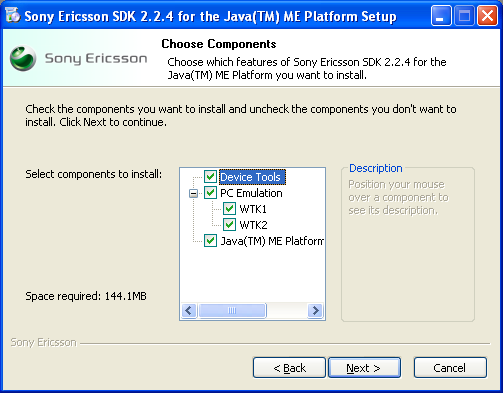 Sony Ericsson SDK 2.2.4 for the Java(TM) ME Platform Setup
Sony Ericsson
Choose Components
Choose which features of Sony Ericsson SDK 2.2.4 for the
Java(TM) ME Platform you want to install.
Check the components you want to install and uncheck the components you don't want to
install. Click Next to continue.
Select components to install:
Device Tools
PC Emulation
WTK1
WTK2
Java(TM) ME Platform
Description
Position your mouse
over a component to
see its description.
Space required: 144.1MB
Sony Ericsson
< Back
Next >
Cancel